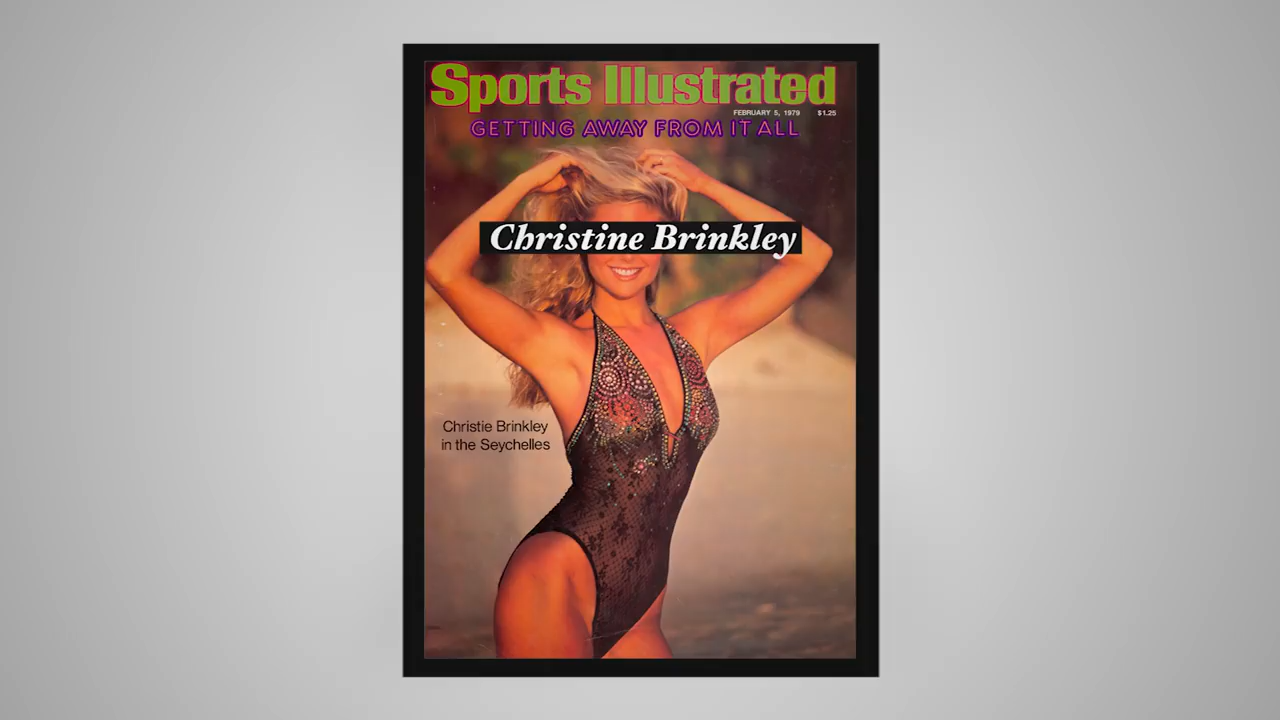 Sports Illustrated
FEBRUARY 5, 1979 $1.25
GETTING AWAY FROM IT ALL
Christine Brinkley
Christie Brinkley
in the Seychelles